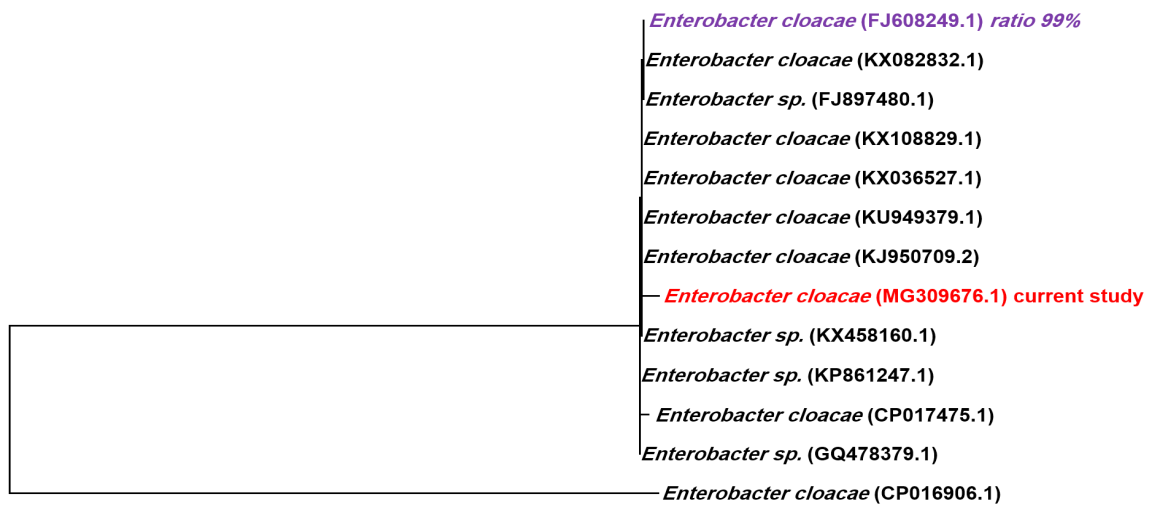 Enterobacter cloacae (FJ608249.1) ratio 99%
Enterobacter cloacae (KX082832.1)
Enterobacter sp. (FJ897480.1)
Enterobacter cloacae (KX108829.1)
Enterobacter cloacae (KX036527.1)
Enterobacter cloacae (KU949379.1)
Enterobacter cloacae (KJ950709.2)
Enterobacter cloacae (MG309676.1) current study
Enterobacter sp. (KX458160.1)
Enterobacter sp. (KP861247.1)
Enterobacter cloacae (CP017475.1)
Enterobacter sp. (GQ478379.1)
Enterobacter cloacae (CP016906.1)